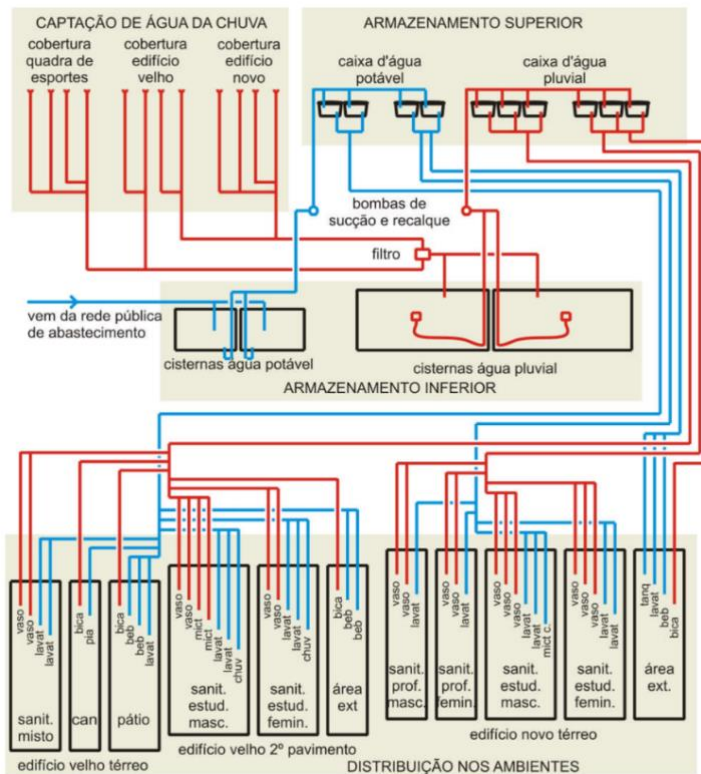 CAPTAÇÃO DE ÁGUA DA CHUVA
cobertura
quadra de
esportes
cobertura
edifício
velho
cobertura
edifício
novo
ARMAZENAMENTO SUPERIOR
caixa d'água
potável
caixa d'água
pluvial
bombas de
sucção e recalque
filtro
vem da rede pública
de abastecimento
cisternas água potável
cisternas água pluvial
ARMAZENAMENTO INFERIOR
vaso
vaso
lavat
lavat
sanit.
misto
bica
pia
can
bica
beb
beb
lavat
pátio
edifício velho térreo
vaso
vaso
mict
mict
lavat
lavat
chuv
sanit.
estud.
masc.
vaso
vaso
lavat
lavat
chuv
sanit.
estud.
femin.
bica
beb
beb
área
ext
edifício velho 2º pavimento
vaso
vaso
lavat
sanit.
prof.
masc.
vaso
vaso
lavat
sanit.
prof.
femin.
vaso
vaso
vaso
lavat
lavat
mict c.
sanit.
estud.
masc.
vaso
vaso
vaso
lavat
lavat
sanit.
estud.
femin.
tanq
lavat
beb
bica
área
ext.
edifício novo térreo
DISTRIBUIÇÃO NOS AMBIENTES